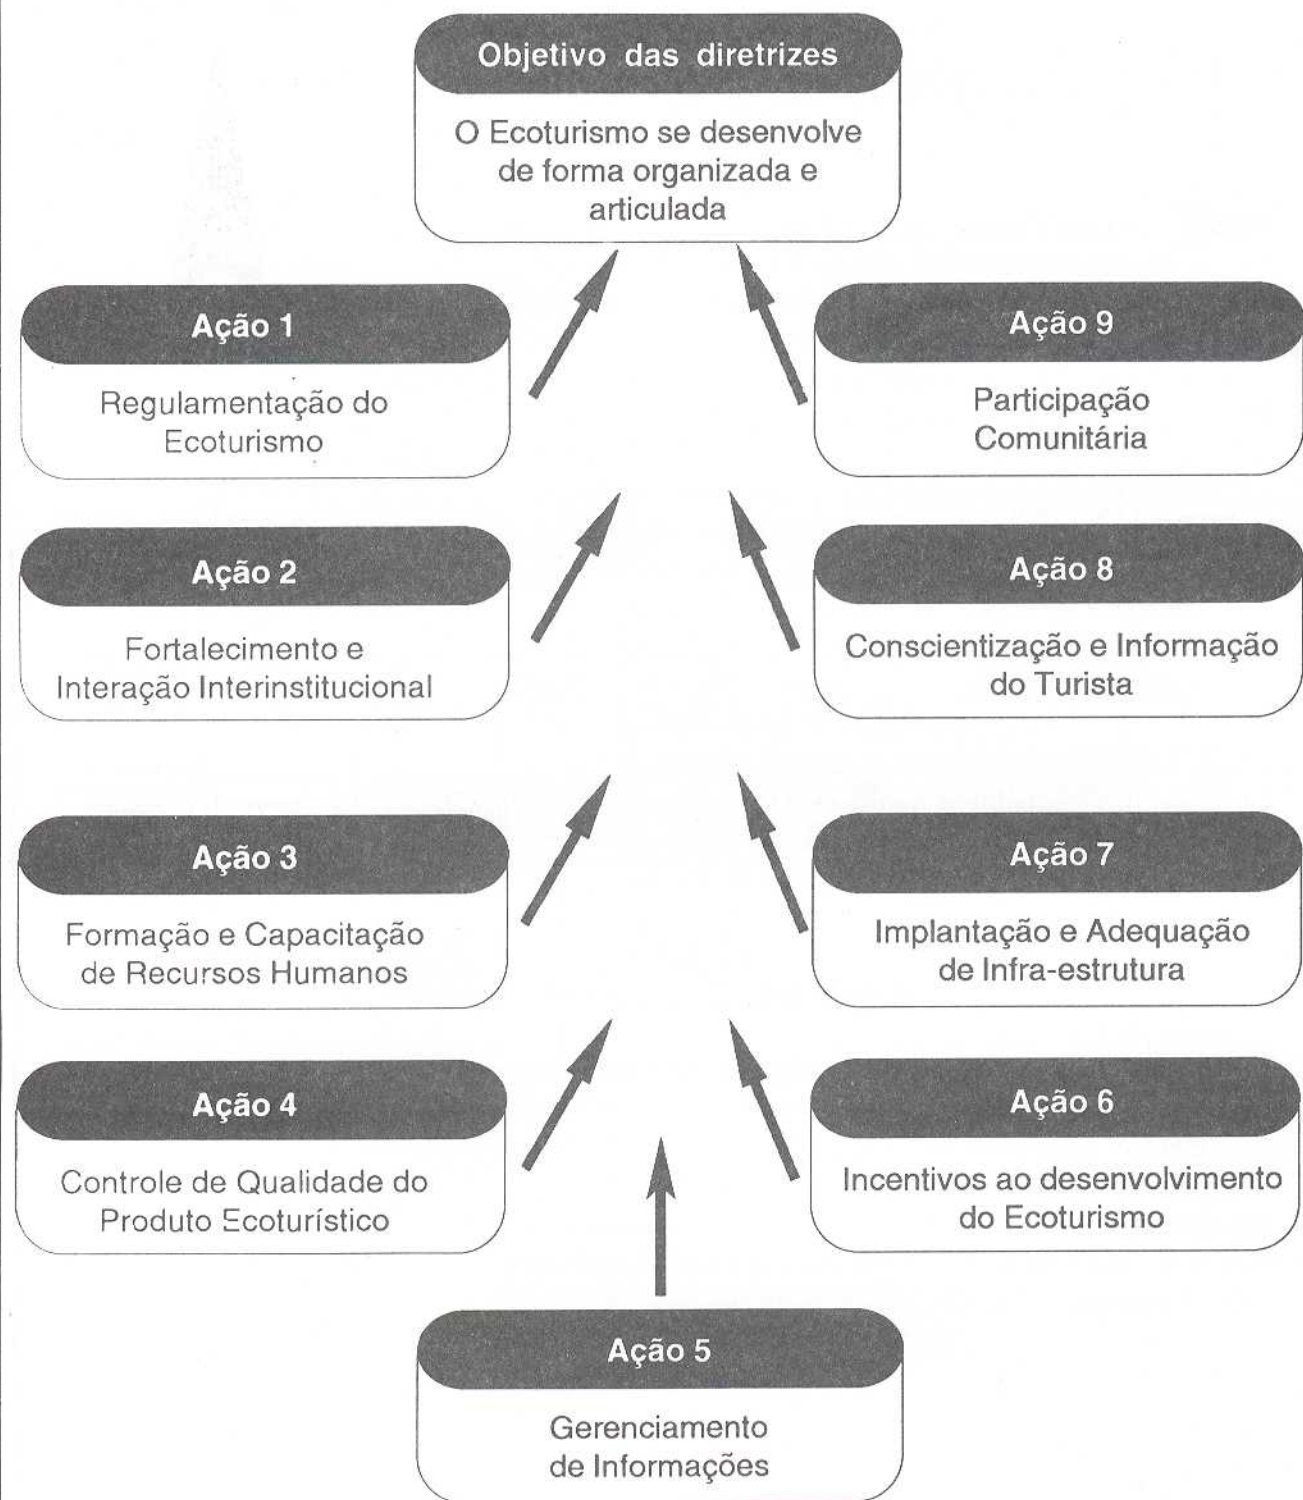 Objetivo das diretrizes
O Ecoturismo se desenvolve
de forma organizada e
articulada
Ação 1
Regulamentação do
Ecoturismo
Ação 2
Fortalecimento e
Interação Interinstitucional
Ação 3
Formação e Capacitação
de Recursos Humanos
Ação 4
Controle de Qualidade do
Produto Ecoturístico
Ação 5
Gerenciamento
de Informações
Ação 6
Incentivos ao desenvolvimento
do Ecoturismo
Ação 7
Implantação e Adequação
de Infra-estrutura
Ação 8
Conscientização e Informação
do Turista
Ação 9
Participação
Comunitária